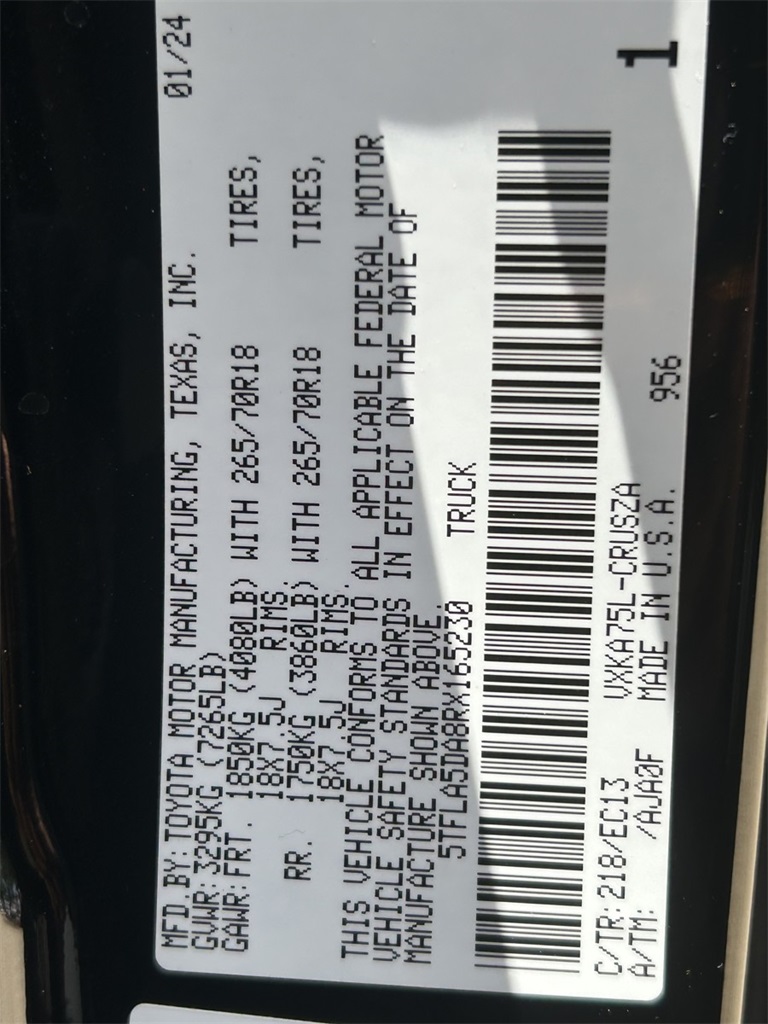 MFD BY: TOYOTA MOTOR MANUFACTURING, TEXAS, INC. 01/24
GVWR: 3295KG (7265LB)
GAWR: FRT. 1850KG (4080LB) WITH 265/70R18 TIRES,
18X7.5J RIMS.
RR. 1750KG (3860LB) WITH 265/70R18 TIRES,
18X7.5J RIMS.
THIS VEHICLE CONFORMS TO ALL APPLICABLE FEDERAL MOTOR
VEHICLE SAFETY STANDARDS IN EFFECT ON THE DATE OF
MANUFACTURE SHOWN ABOVE.
5TFLA5DA8RX165230 TRUCK
C/TR: 218/EC13 VXKA75L-CRUSZA 1
A/TM: /AJA0F MADE IN U.S.A. 956